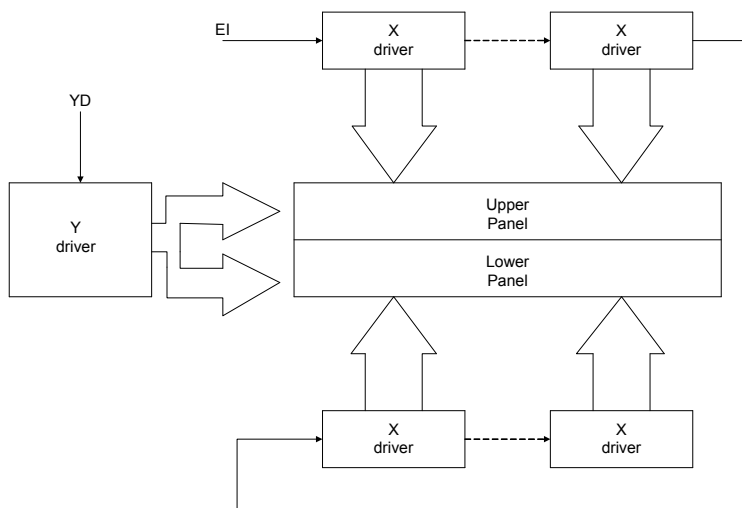 EI
X
driver
X
driver
YD
Y
driver
Upper
Panel
Lower
Panel
X
driver
X
driver